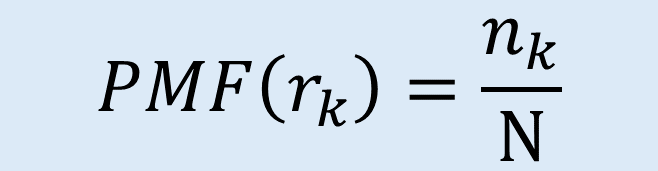 PMF(r_k) = n_k/N